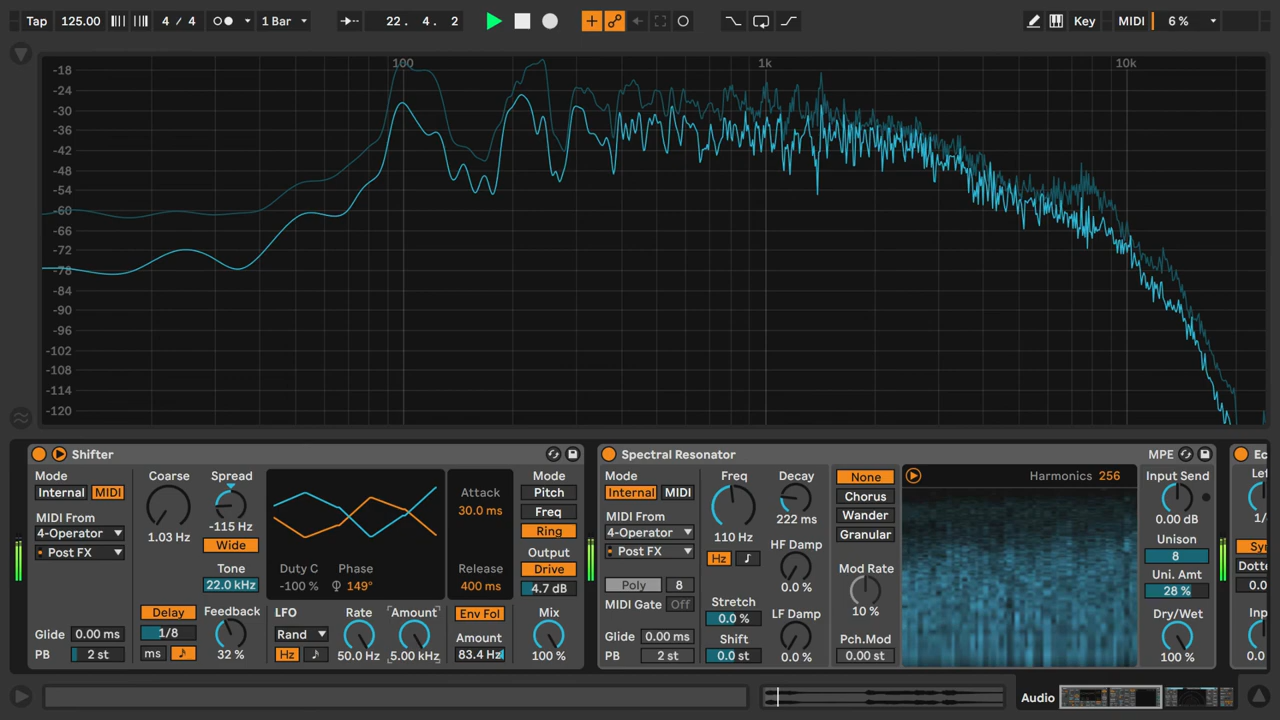 Tap 125.00 4 / 4 1 Bar 22. 4. 2 Key MIDI 6 %
100 1k 10k
-18
-24
-30
-36
-42
-48
-54
-60
-66
-72
-78
-84
-90
-96
-102
-108
-114
-120
Shifter
Mode
Internal MIDI
MIDI From
4-Operator
Post FX
Glide 0.00 ms
PB 2 st
Coarse
1.03 Hz
Spread
-115 Hz
Wide
Tone
22.0 kHz
Delay
1/8
ms
Feedback
32 %
Duty C Phase
-100 % 149°
LFO Rate Amount
Rand
Hz 50.0 Hz 5.00 kHz
Attack
30.0 ms
Release
400 ms
Env Fol
Amount
83.4 Hz
Mode
Pitch
Freq
Ring
Output
Drive
4.7 dB
Mix
100 %
Spectral Resonator MPE
Mode
Internal MIDI
MIDI From
4-Operator
Post FX
Poly 8
MIDI Gate Off
Glide 0.00 ms
PB 2 st
Freq
110 Hz
Hz
Stretch
0.0 %
Shift
0.0 st
Decay
222 ms
HF Damp
0.0 %
LF Damp
0.0 %
None
Chorus
Wander
Granular
Mod Rate
10 %
Pch.Mod
0.00 st
Harmonics 256
Input Send
0.00 dB
Unison
8
Uni. Amt
28 %
Dry/Wet
100 %
Audio